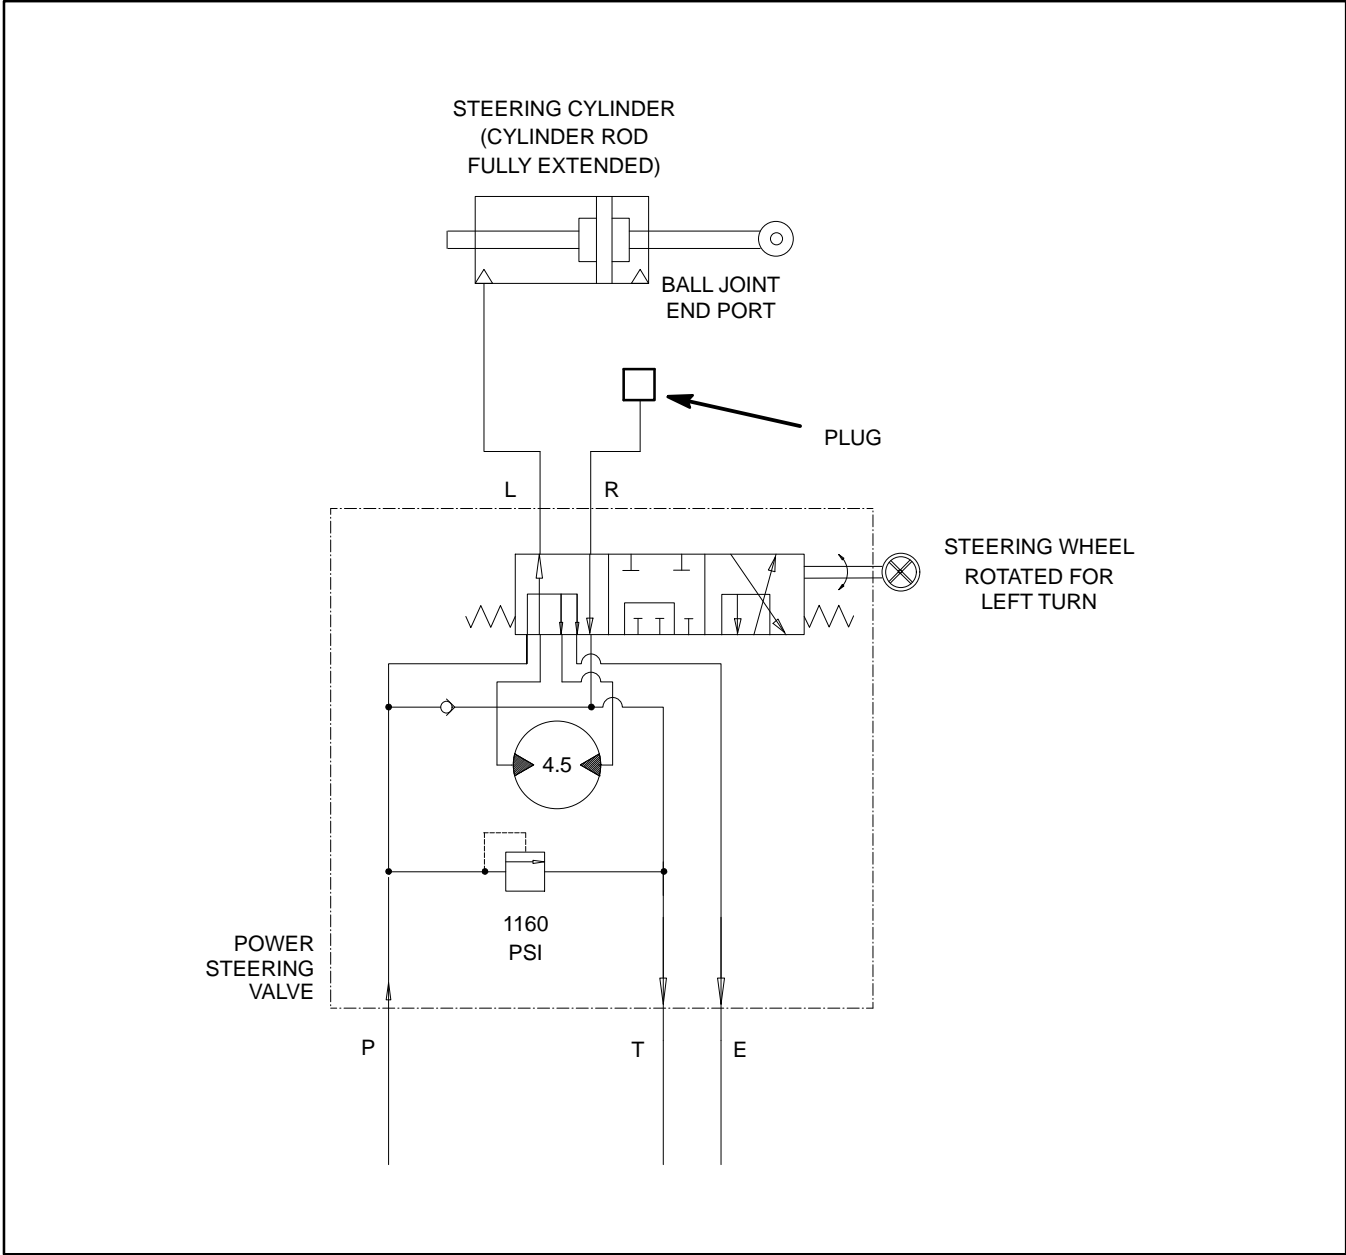 STEERING CYLINDER
(CYLINDER ROD
FULLY EXTENDED)
BALL JOINT
END PORT
PLUG
L
R
STEERING WHEEL
ROTATED FOR
LEFT TURN
4.5
1160
PSI
POWER
STEERING
VALVE
P
T
E